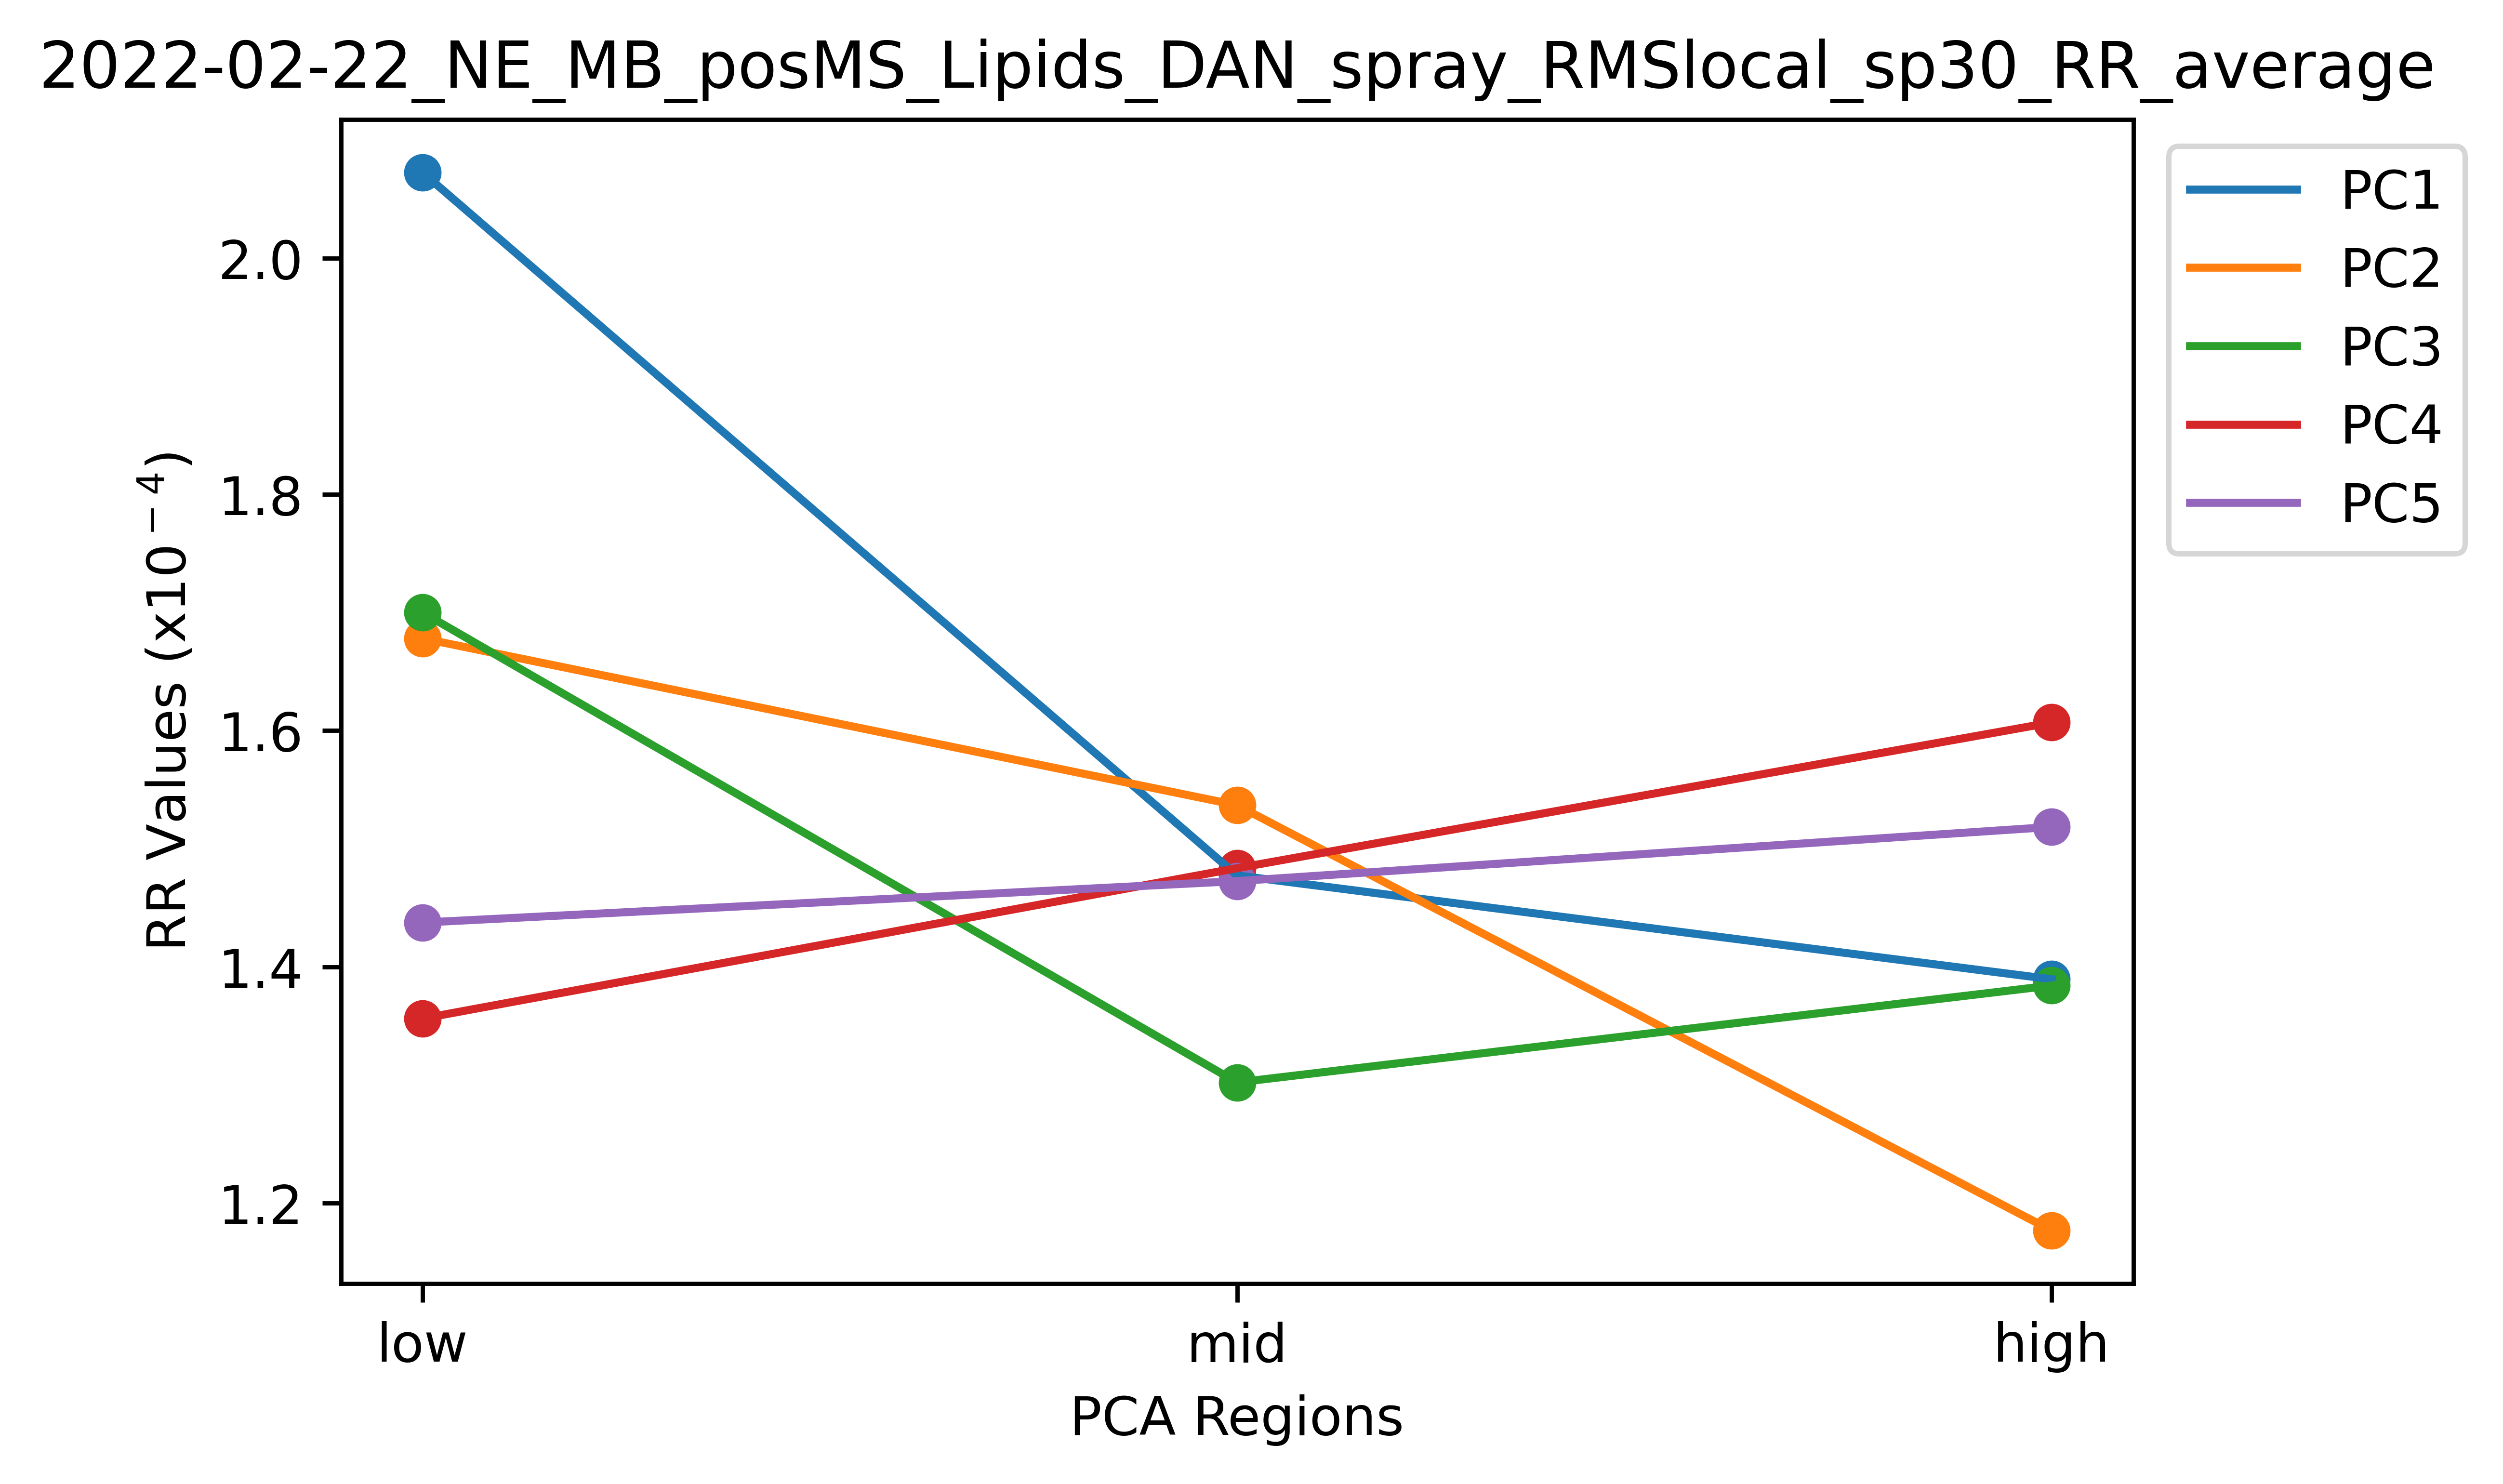 2022-02-22_NE_MB_posMS_Lipids_DAN_spray_RMSlocal_sp30_RR_average
RR Values (x10⁻⁴)
2.0
1.8
1.6
1.4
1.2
low
mid
high
PCA Regions
PC1
PC2
PC3
PC4
PC5